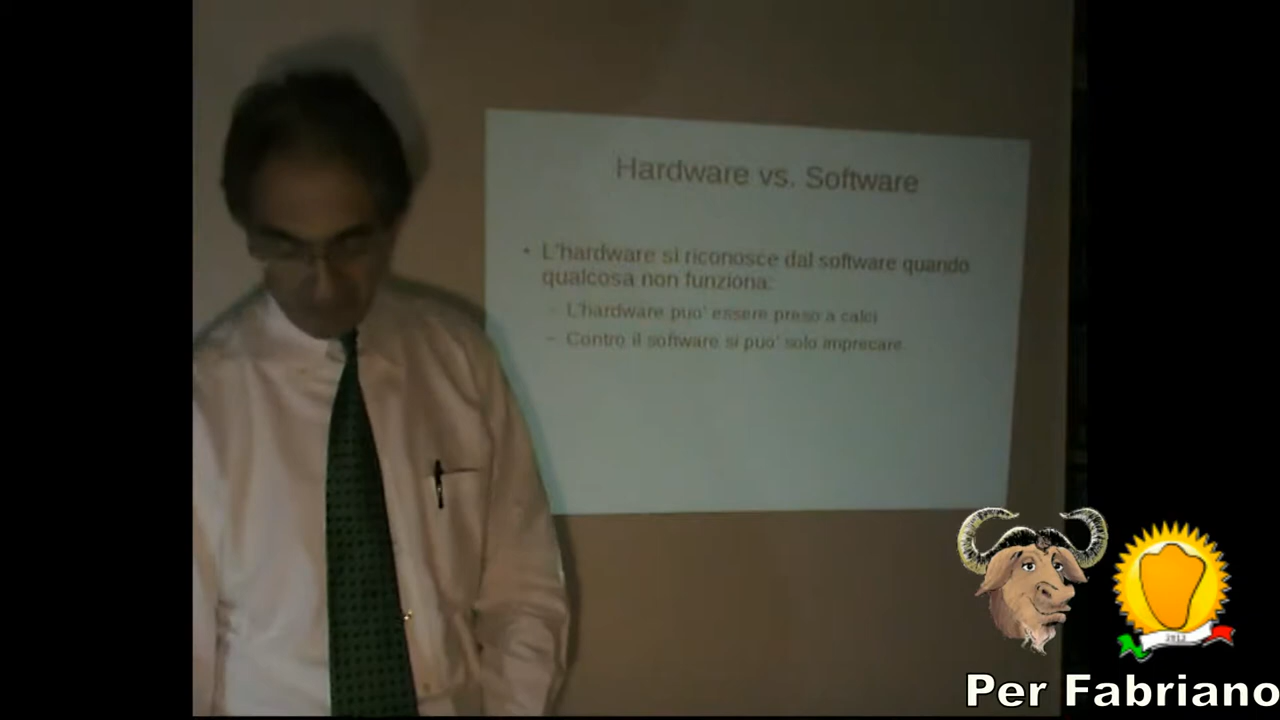 Hardware vs. Software
• L'hardware si riconosce dal software quando
qualcosa non funziona:
– L'hardware puo' essere preso a calci
– Contro il software si puo' solo imprecare
2013
Per Fabriano